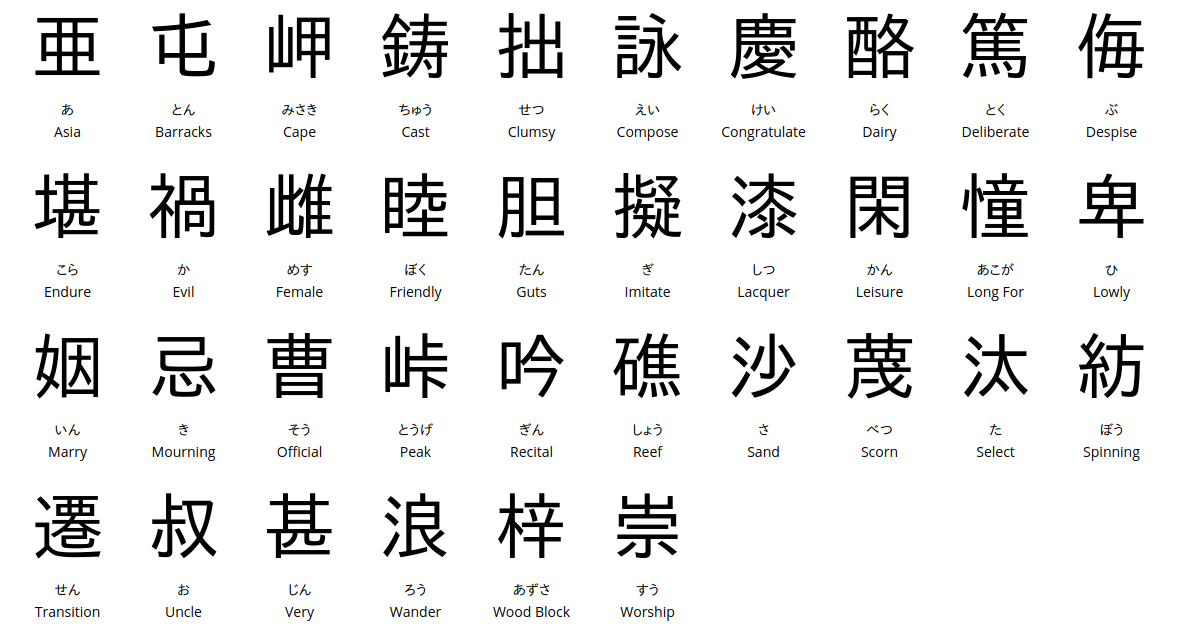 亜 屯 岬 鋳 拙 詠 慶 酪 篤 侮
あ とん みさき ちゅう せつ えい けい らく とく ぶ
Asia Barracks Cape Cast Clumsy Compose Congratulate Dairy Deliberate Despise
堪 禍 雌 睦 胆 擬 漆 閑 憧 卑
こら か めす ぼく たん ぎ しつ かん あこが ひ
Endure Evil Female Friendly Guts Imitate Lacquer Leisure Long For Lowly
姻 忌 曹 峠 吟 礁 沙 蔑 汰 紡
いん き そう とうげ ぎん しょう さ べつ た ぼう
Marry Mourning Official Peak Recital Reef Sand Scorn Select Spinning
遷 叔 甚 浪 梓 崇
せん お じん ろう あずさ すう
Transition Uncle Very Wander Wood Block Worship